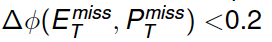 Δφ(E_T^miss, P_T^miss) <0.2